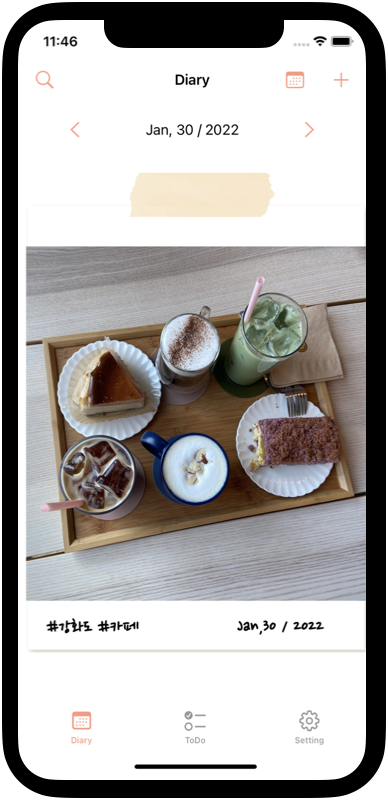 11:46
Diary
Jan, 30 / 2022
#강화도 #카페
Jan,30 / 2022
Diary
ToDo
Setting